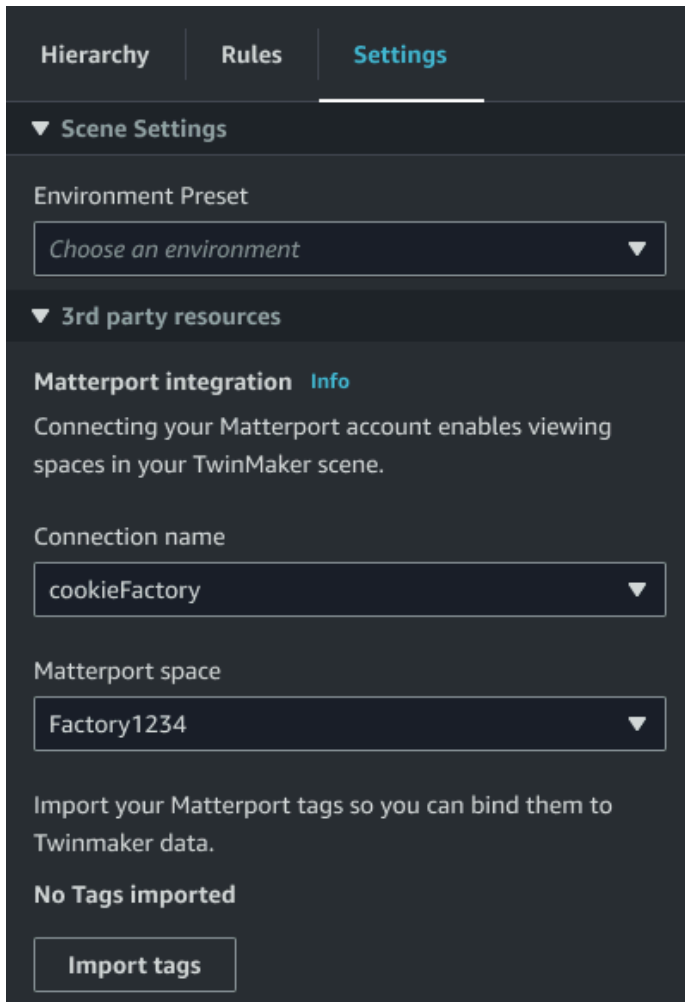 Hierarchy Rules Settings
Scene Settings
Environment Preset
Choose an environment
3rd party resources
Matterport integration Info
Connecting your Matterport account enables viewing
spaces in your TwinMaker scene.
Connection name
cookieFactory
Matterport space
Factory1234
Import your Matterport tags so you can bind them to
Twinmaker data.
No Tags imported
Import tags